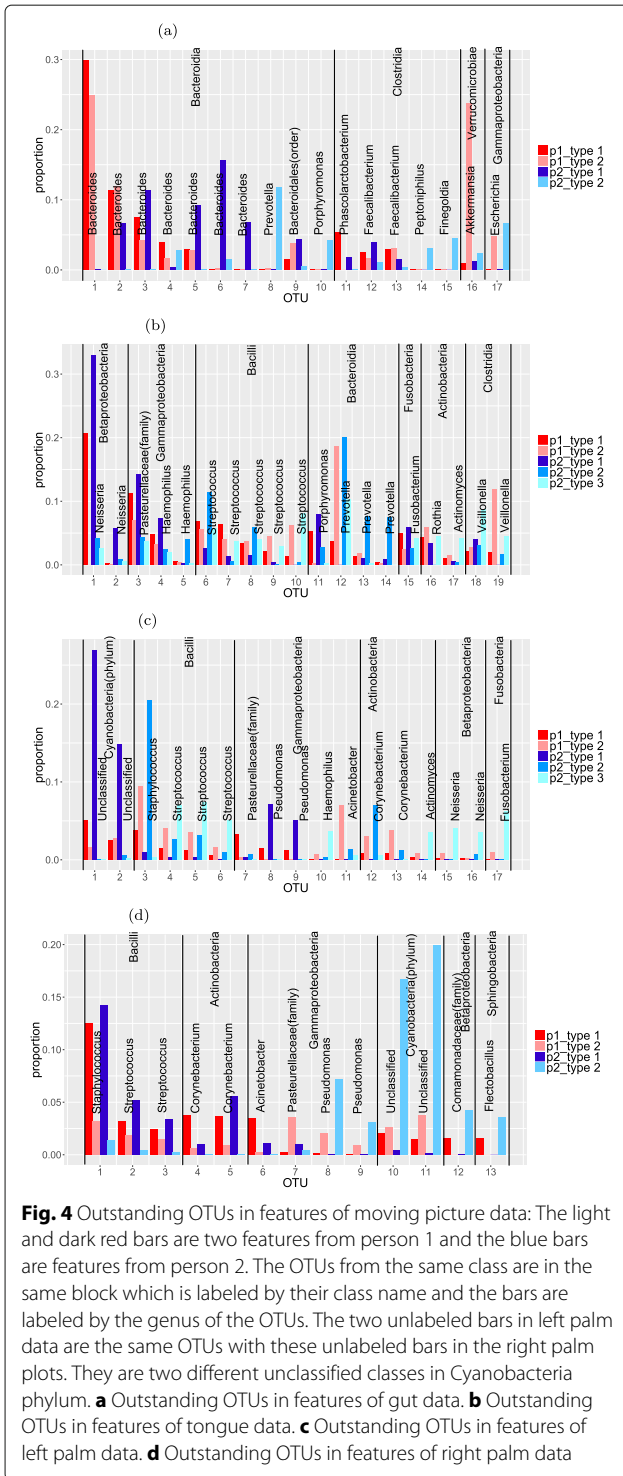 (a)
Bacteroidia
Clostridia
Verrucomicrobiae
Gammaproteobacteria
0.3
0.2
0.1
0.0
proportion
Bacteroides
Bacteroides
Bacteroides
Bacteroides
Bacteroides
Bacteroides
Bacteroides
Prevotella
Bacteroidales(order)
Porphyromonas
Phascolarctobacterium
Faecalibacterium
Faecalibacterium
Peptoniphilus
Finegoldia
Akkermansia
Escherichia
1 2 3 4 5 6 7 8 9 10 11 12 13 14 15 16 17
OTU
p1_type 1
p1_type 2
p2_type 1
p2_type 2
(b)
Betaproteobacteria
Gammaproteobacteria
Bacilli
Bacteroidia
Fusobacteria
Actinobacteria
Clostridia
0.3
0.2
0.1
0.0
proportion
Neisseria
Neisseria
Pasteurellaceae(family)
Haemophilus
Haemophilus
Streptococcus
Streptococcus
Streptococcus
Streptococcus
Streptococcus
Porphyromonas
Prevotella
Prevotella
Prevotella
Fusobacterium
Rothia
Actinomyces
Veillonella
Veillonella
1 2 3 4 5 6 7 8 9 10 11 12 13 14 15 16 17 18 19
OTU
p1_type 1
p1_type 2
p2_type 1
p2_type 2
p2_type 3
(c)
Cyanobacteria(phylum)
Bacilli
Gammaproteobacteria
Actinobacteria
Betaproteobacteria
Fusobacteria
0.2
0.1
0.0
proportion
Unclassified
Unclassified
Staphylococcus
Streptococcus
Streptococcus
Streptococcus
Pasteurellaceae(family)
Pseudomonas
Pseudomonas
Haemophilus
Acinetobacter
Corynebacterium
Corynebacterium
Actinomyces
Neisseria
Neisseria
Fusobacterium
1 2 3 4 5 6 7 8 9 10 11 12 13 14 15 16 17
OTU
p1_type 1
p1_type 2
p2_type 1
p2_type 2
p2_type 3
(d)
Bacilli
Actinobacteria
Gammaproteobacteria
Cyanobacteria(phylum)
Betaproteobacteria
Sphingobacteria
0.20
0.15
0.10
0.05
0.00
proportion
Staphylococcus
Streptococcus
Streptococcus
Corynebacterium
Corynebacterium
Acinetobacter
Pasteurellaceae(family)
Pseudomonas
Pseudomonas
Unclassified
Unclassified
Comamonadaceae(family)
Flectobacillus
1 2 3 4 5 6 7 8 9 10 11 12 13
OTU
p1_type 1
p1_type 2
p2_type 1
p2_type 2
Fig. 4 Outstanding OTUs in features of moving picture data: The light
and dark red bars are two features from person 1 and the blue bars
are features from person 2. The OTUs from the same class are in the
same block which is labeled by their class name and the bars are
labeled by the genus of the OTUs. The two unlabeled bars in left palm
data are the same OTUs with these unlabeled bars in the right palm
plots. They are two different unclassified classes in Cyanobacteria
phylum. a Outstanding OTUs in features of gut data. b Outstanding
OTUs in features of tongue data. c Outstanding OTUs in features of
left palm data. d Outstanding OTUs in features of right palm data